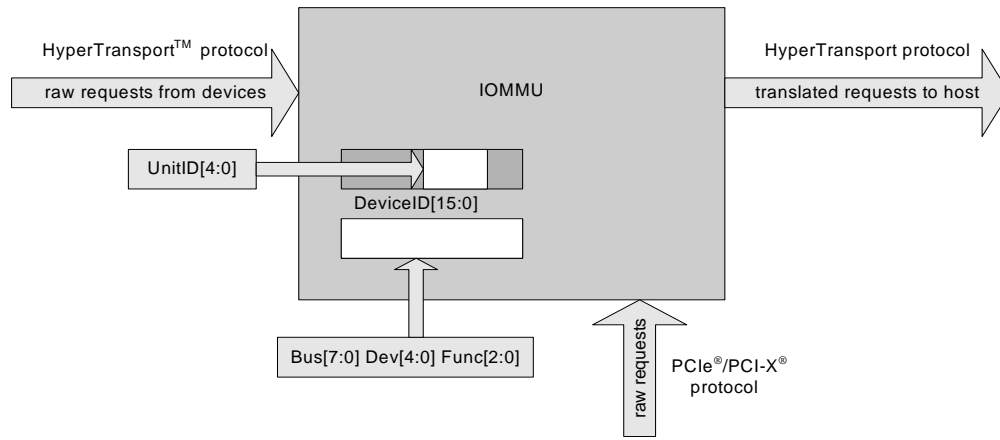 HyperTransport™ protocol
raw requests from devices
HyperTransport protocol
translated requests to host
IOMMU
UnitID[4:0]
DeviceID[15:0]
Bus[7:0] Dev[4:0] Func[2:0]
raw requests
PCIe®/PCI-X®
protocol